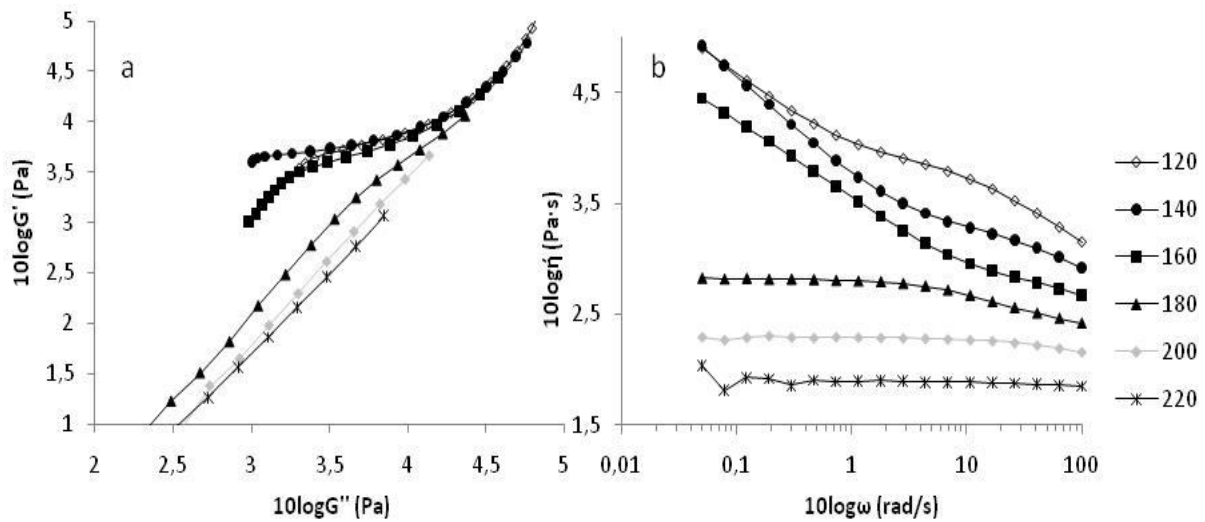 a
10logG' (Pa)
5
4,5
4
3,5
3
2,5
2
1,5
1
2 2,5 3 3,5 4 4,5 5
10logG'' (Pa)
b
10logή (Pa·s)
4,5
3,5
2,5
1,5
0,01 0,1 1 10 100
10logω (rad/s)
120
140
160
180
200
220